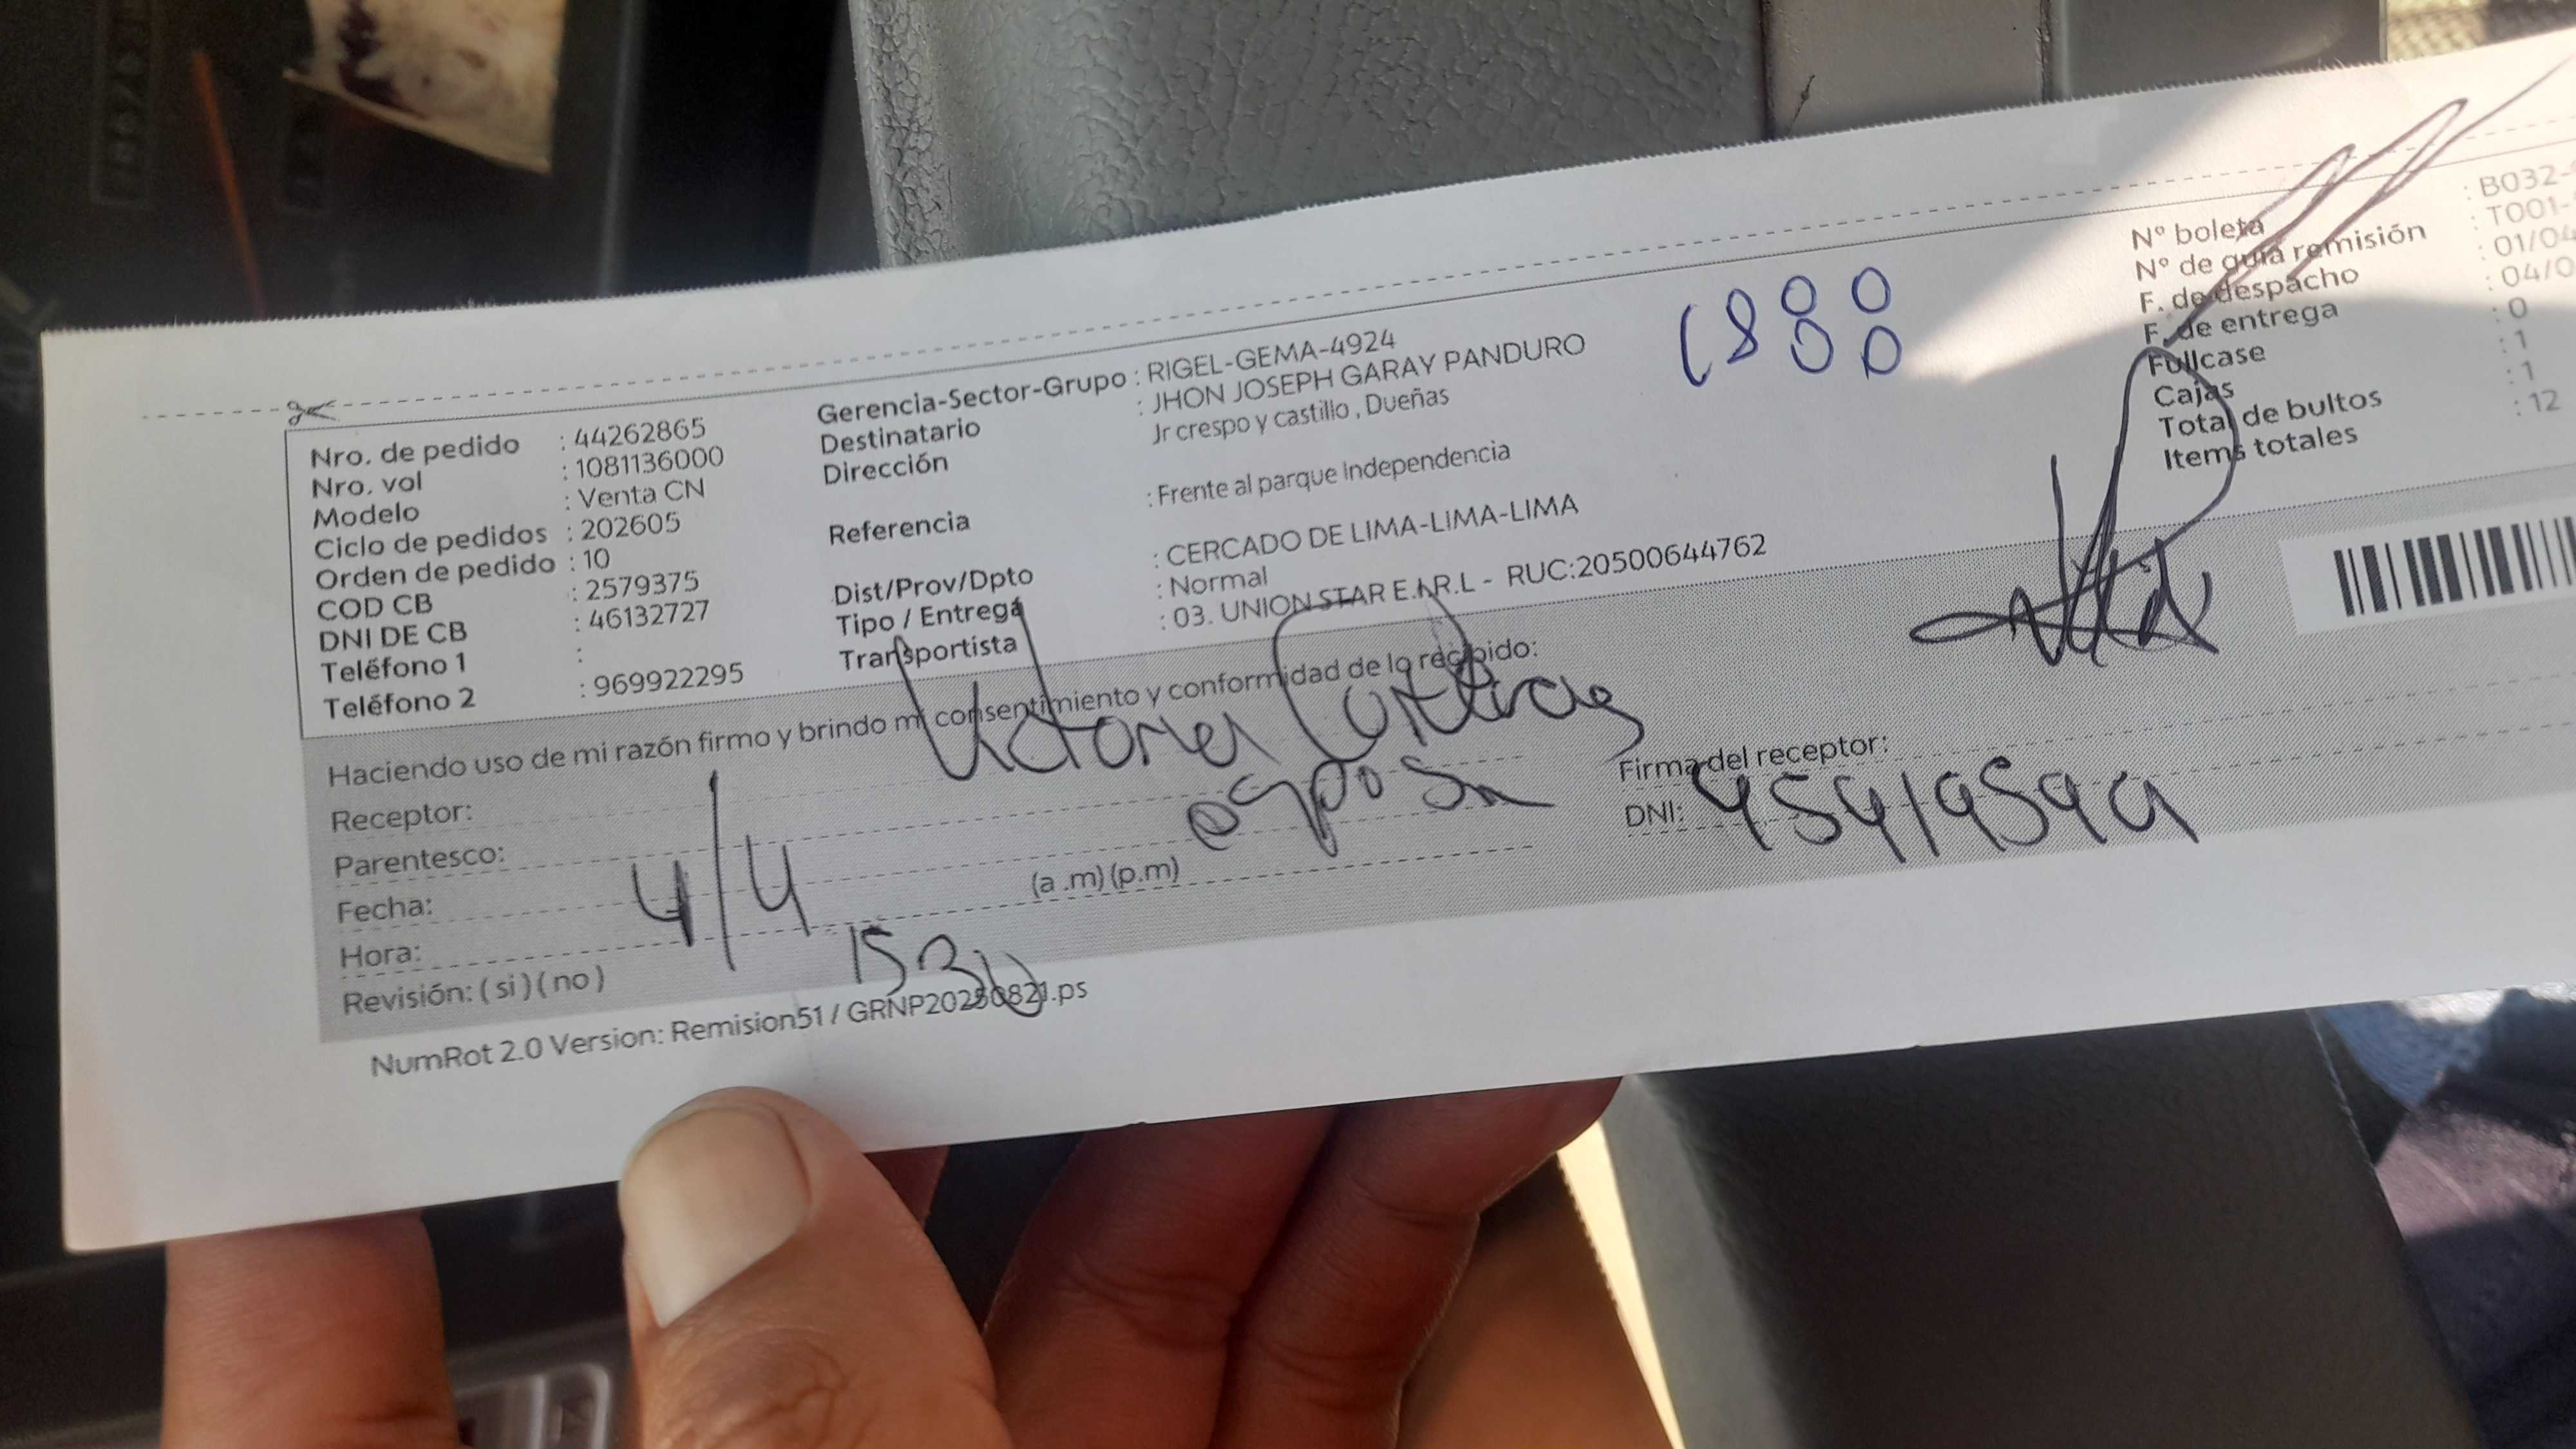 Nro. de pedido : 44262865
Nro. vol : 1081136000
Modelo : Venta CN
Ciclo de pedidos : 202605
Orden de pedido : 10
COD CB : 2579375
DNI DE CB : 46132727
Teléfono 1 :
Teléfono 2 : 969922295
Gerencia-Sector-Grupo : RIGEL-GEMA-4924
Destinatario : JHON JOSEPH GARAY PANDURO
Dirección Jr crespo y castillo , Dueñas
Referencia : Frente al parque Independencia
Dist/Prov/Dpto : CERCADO DE LIMA-LIMA-LIMA
Tipo / Entrega : Normal
Transportista : 03. UNION STAR E.I.R.L - RUC:20500644762
N° boleta : B032-
N° de guía remisión : T001-
F. de despacho : 01/04
F. de entrega : 04/0
Fullcase : 0
Cajas : 1
Total de bultos : 1
Items totales : 12
Haciendo uso de mi razón firmo y brindo mi consentimiento y conformidad de lo recibido:
Receptor: Victoria
Parentesco: esposa
Fecha: 4/4
Hora: (a .m) (p.m)
Revisión: ( si ) ( no )
Firma del receptor:
DNI:
NumRot 2.0 Version: Remision51 / GRNP20250821.ps